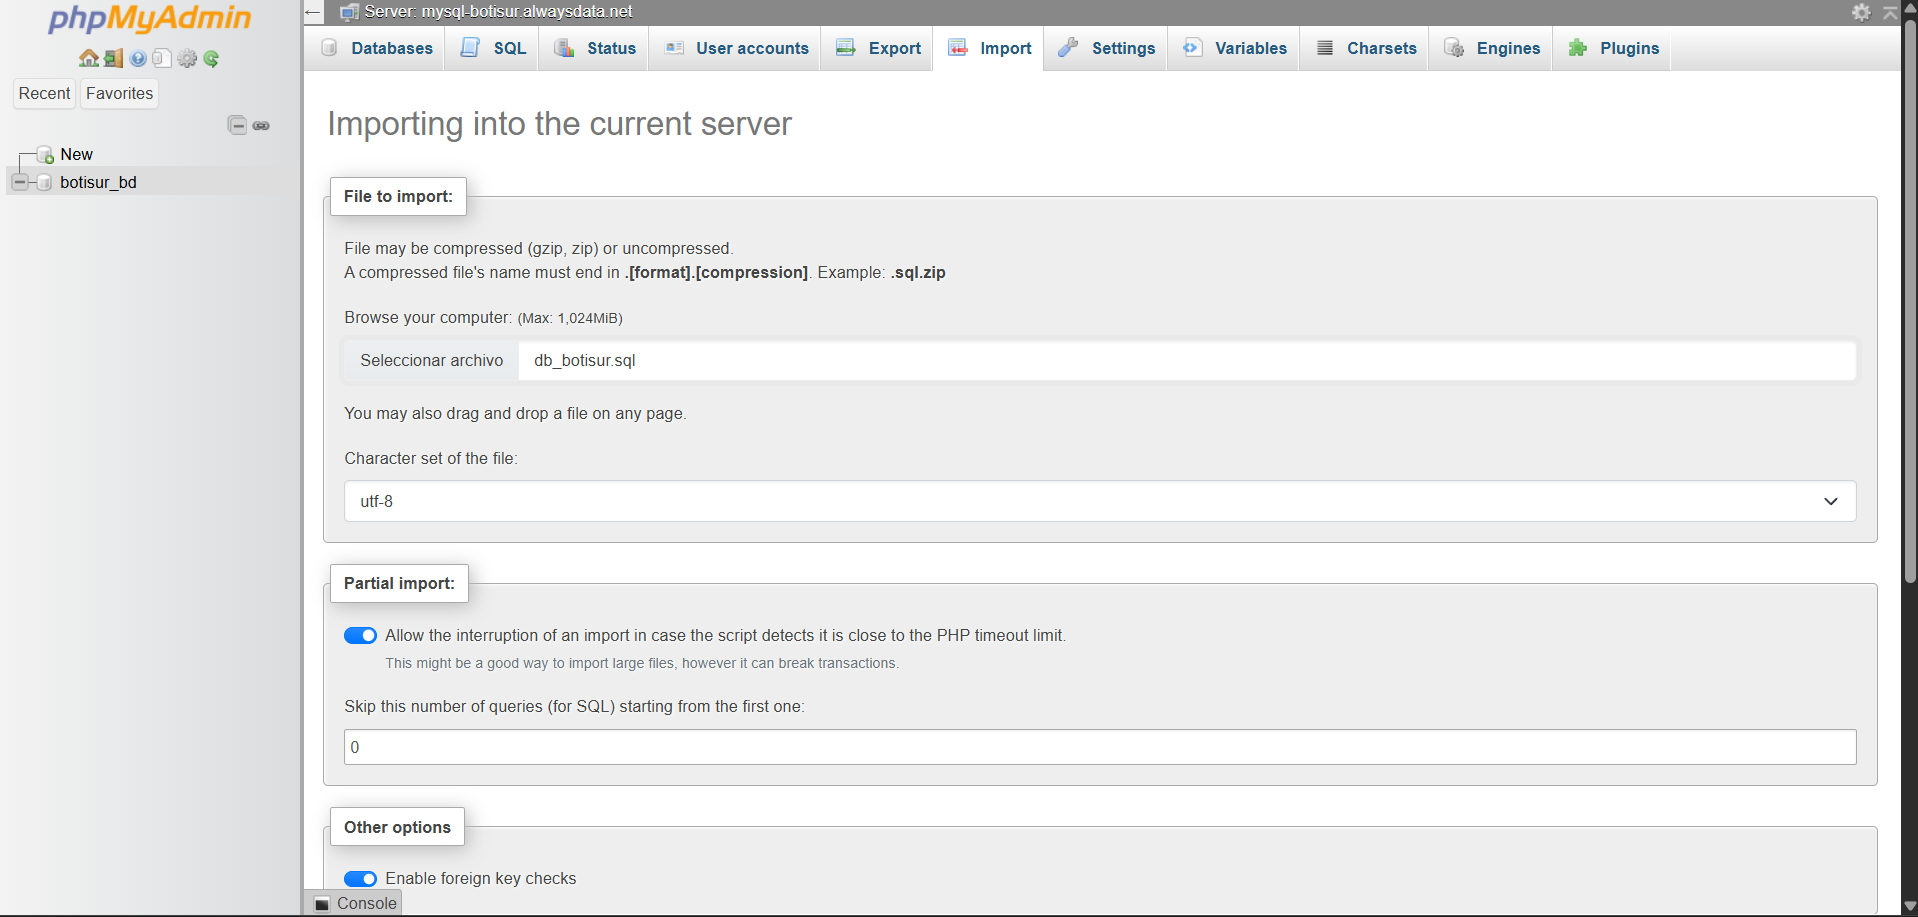 phpMyAdmin
Recent
Favorites
New
botisur_bd
Server: mysql-botisur.alwaysdata.net
Databases
SQL
Status
User accounts
Export
Import
Settings
Variables
Charsets
Engines
Plugins
Importing into the current server
File to import:
File may be compressed (gzip, zip) or uncompressed.
A compressed file's name must end in .[format].[compression]. Example: .sql.zip
Browse your computer: (Max: 1,024MiB)
Seleccionar archivo db_botisur.sql
You may also drag and drop a file on any page.
Character set of the file:
utf-8
Partial import:
Allow the interruption of an import in case the script detects it is close to the PHP timeout limit.
This might be a good way to import large files, however it can break transactions.
Skip this number of queries (for SQL) starting from the first one:
0
Other options
Enable foreign key checks
Console